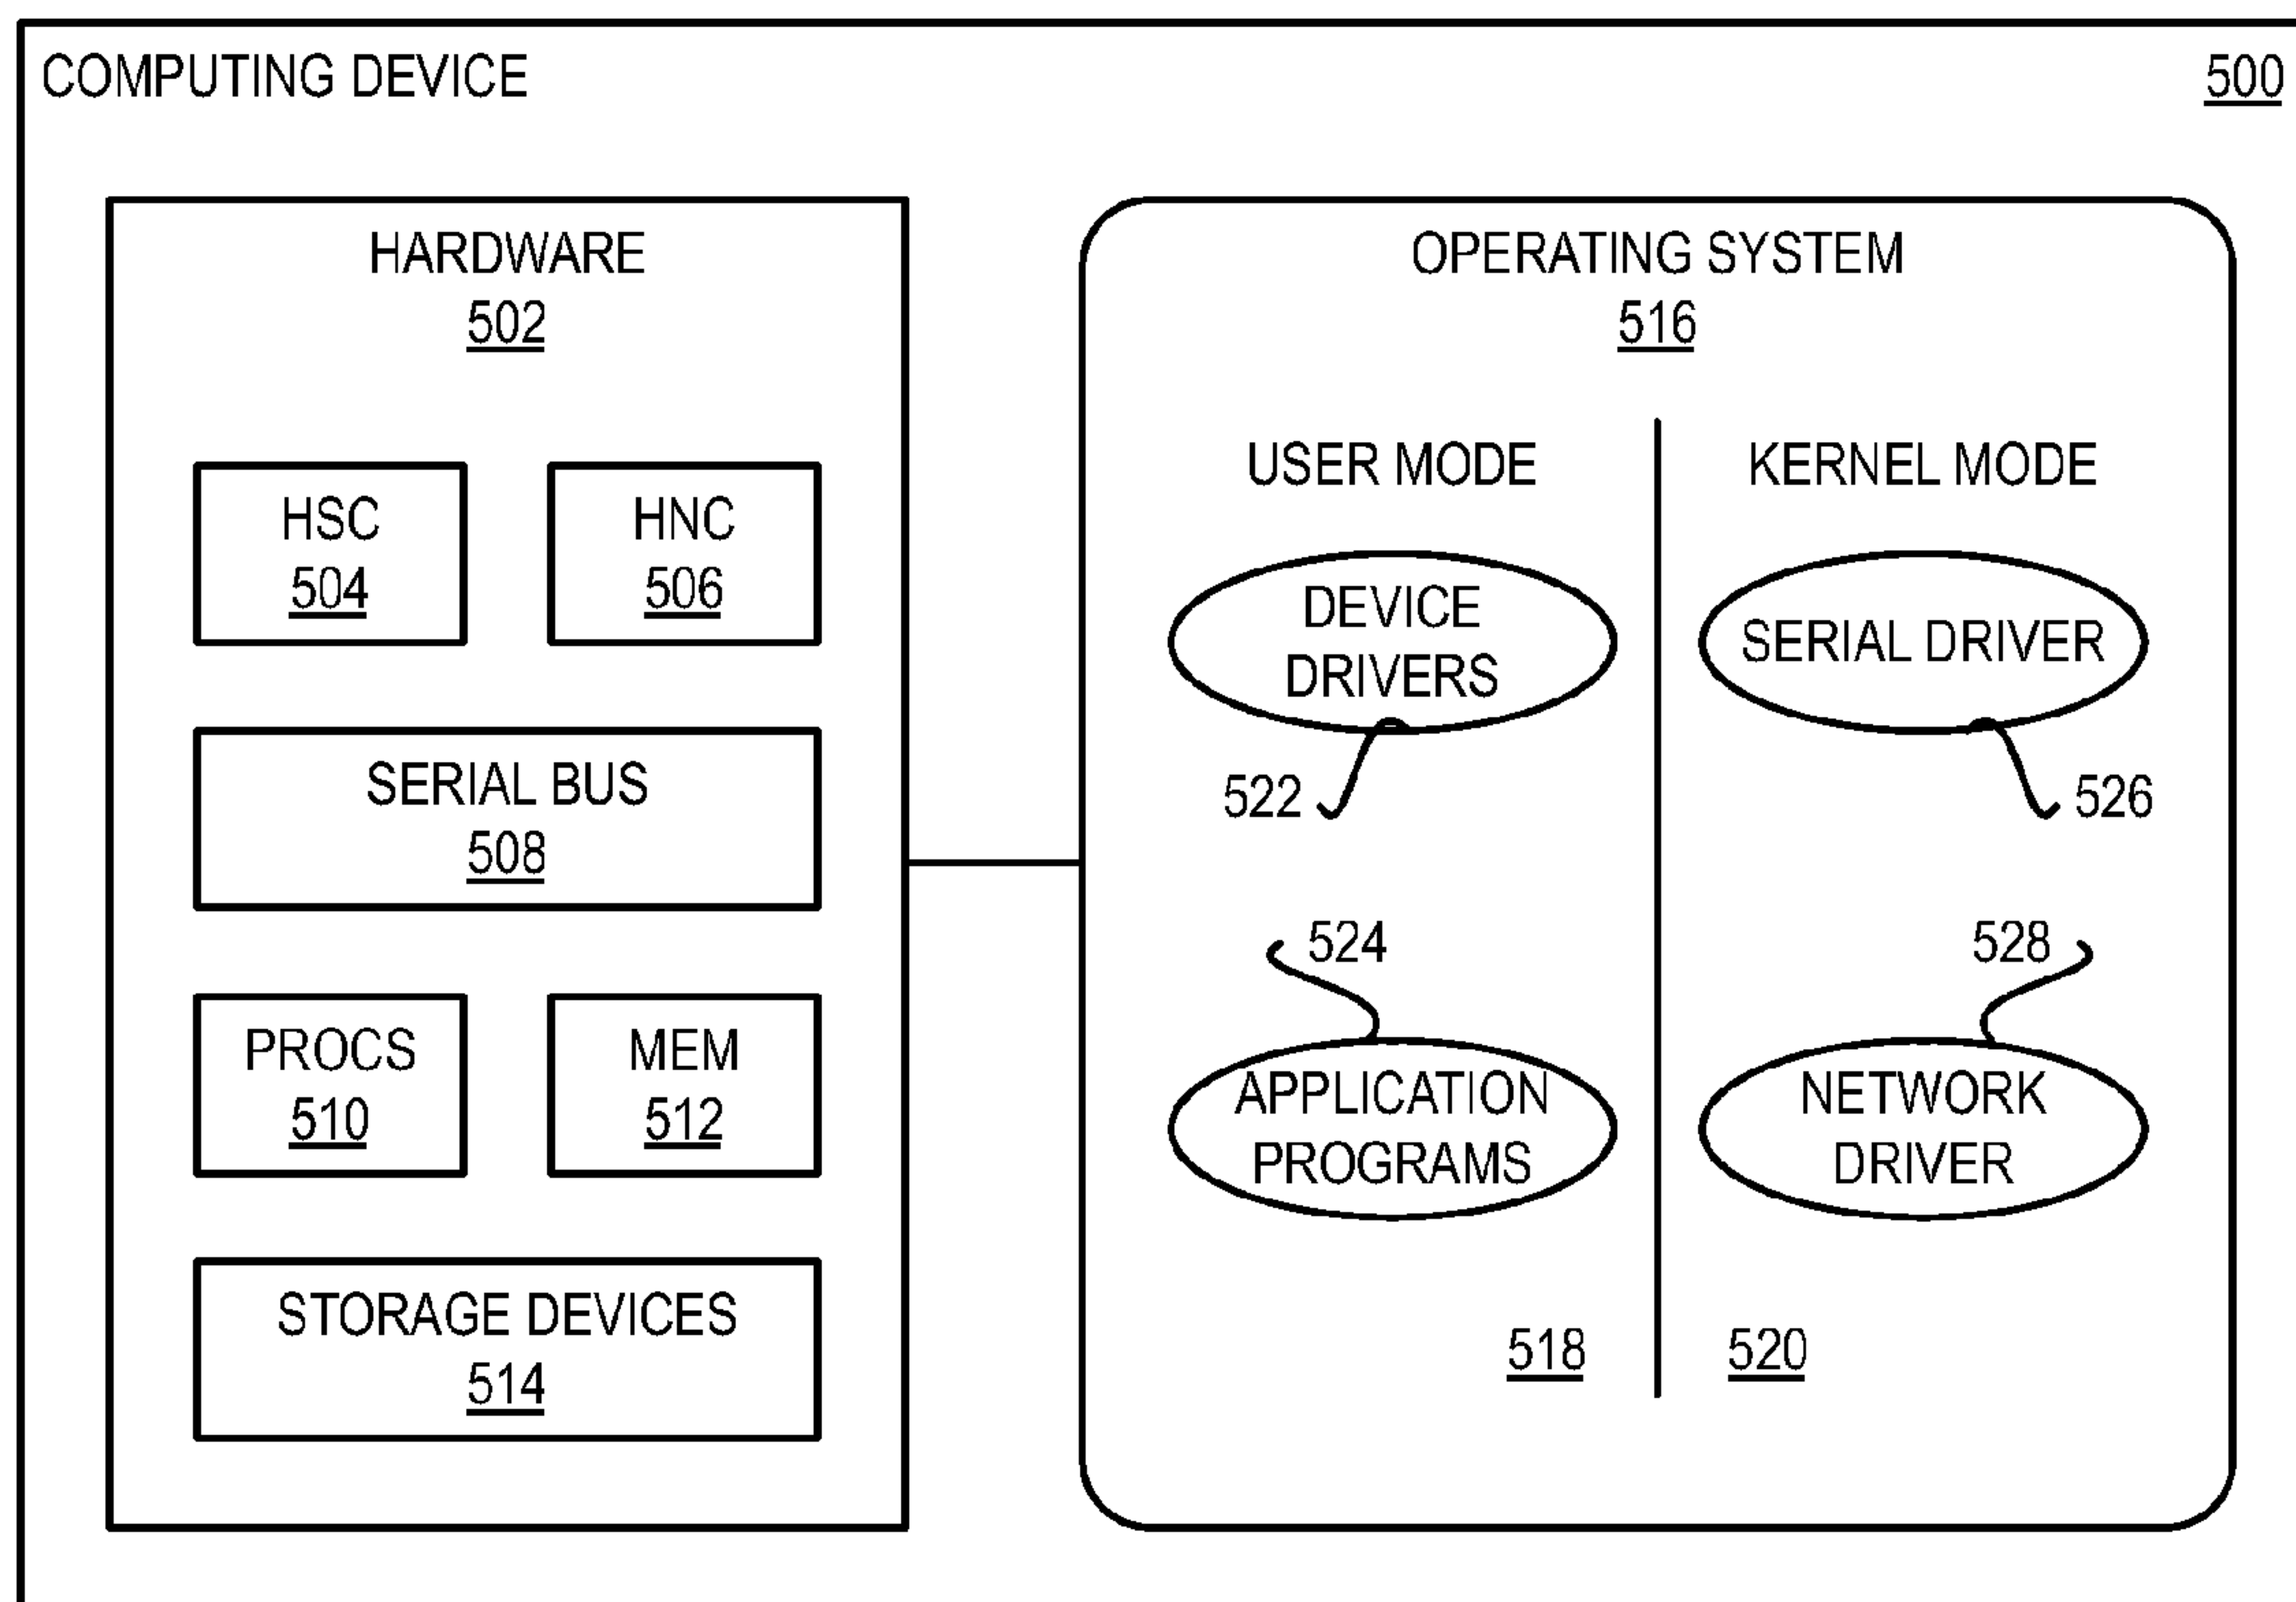 COMPUTING DEVICE
500
HARDWARE
502
HSC
504
HNC
506
SERIAL BUS
508
PROCS
510
MEM
512
STORAGE DEVICES
514
OPERATING SYSTEM
516
USER MODE
DEVICE
DRIVERS
522
524
APPLICATION
PROGRAMS
518
KERNEL MODE
SERIAL DRIVER
526
528
NETWORK
DRIVER
520